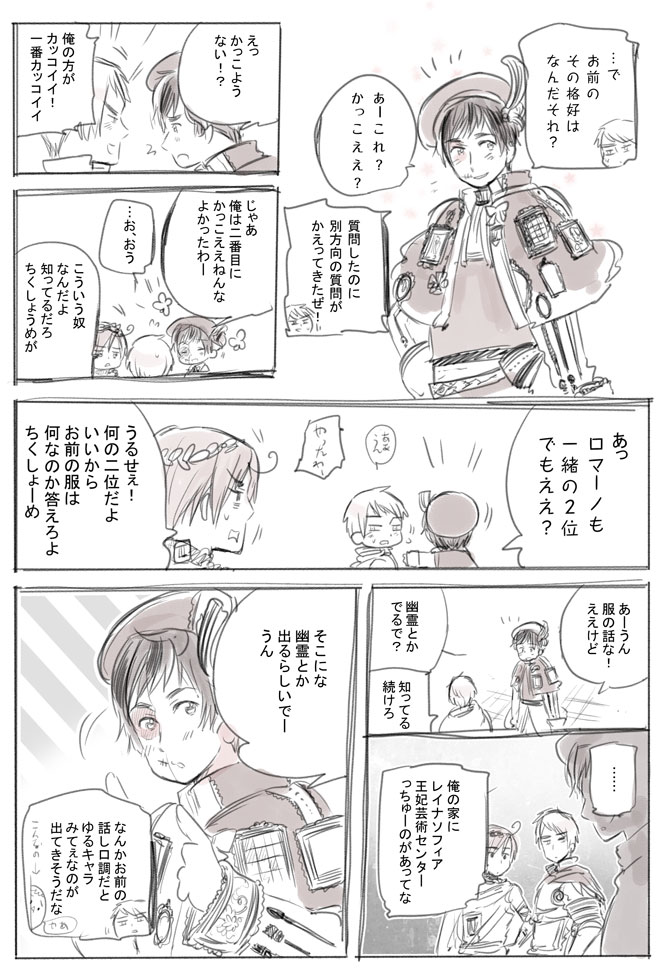 …で
お前の
その格好は
なんだそれ?
あーこれ?
かっこええ?
質問したのに
別方向の質問が
かえってきたぜ!
えっ
かっこよう
ない!?
俺の方が
カッコイイ!
一番カッコイイ
じゃあ
俺は二番目に
かっこええねんな
よかったわー
…お、おう
こういう奴
なんだよ
知ってるだろ
ちくしょうめが
あっ
ロマーノも
一緒の2位
でもええ?
やったわ
うるせぇ!
何の二位だよ
いいから
お前の服は
何なのか答えろよ
ちくしょーめ
あーうん
服の話な!
ええけど
幽霊とか
でるで?
知ってる
続けろ
……
俺の家に
レイナソフィア
王妃芸術センター
っちゅーのがあってな
そこにな
幽霊とか
出るらしいでー
うん
なんかお前の
話し口調だと
ゆるキャラ
みてぇなのが
出てきそうだな
こんなの→
やあ